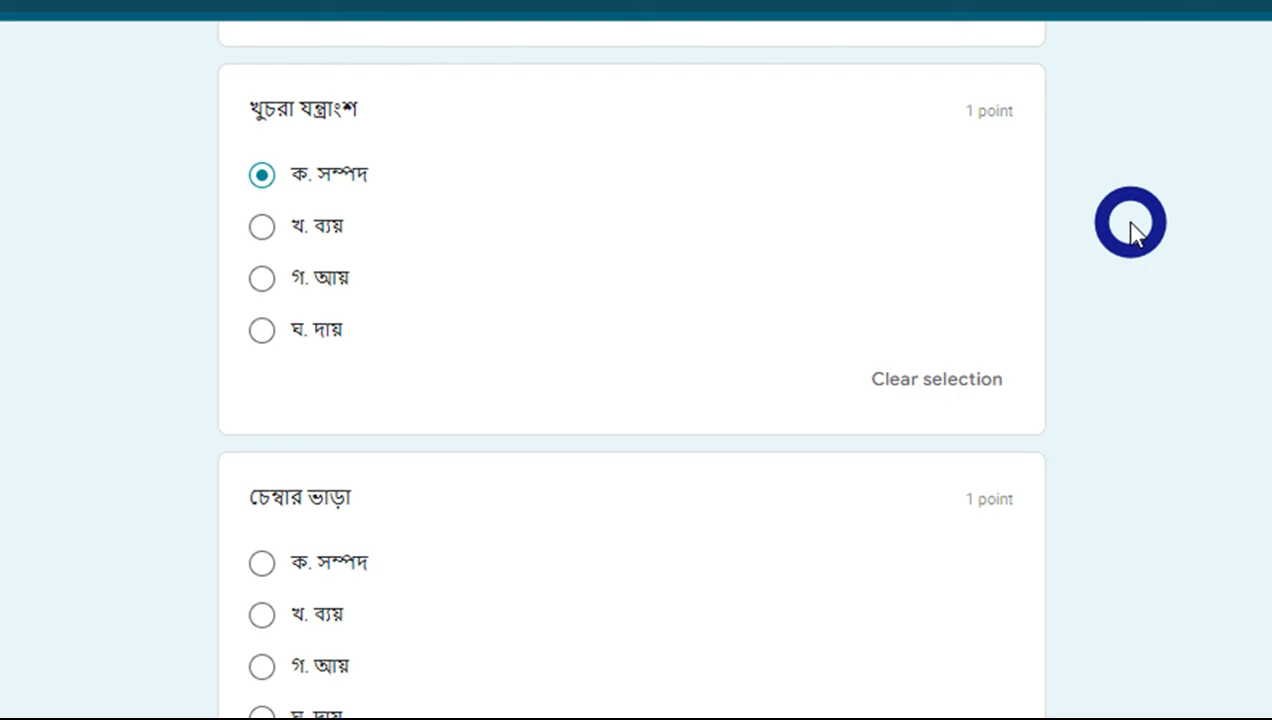 খুচরা যন্ত্রাংশ
1 point
ক. সম্পদ
খ. ব্যয়
গ. আয়
ঘ. দায়
Clear selection
চেম্বার ভাড়া
1 point
ক. সম্পদ
খ. ব্যয়
গ. আয়
ঘ. দায়